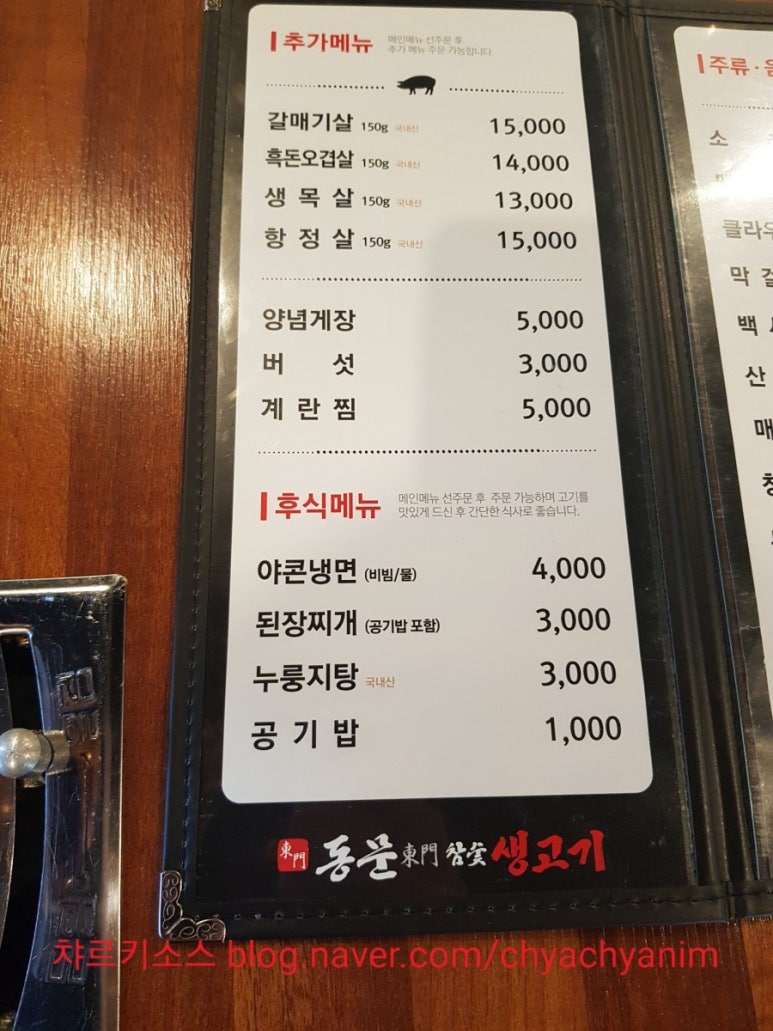 추가메뉴 메인메뉴 선주문 후
추가 메뉴 주문 가능합니다.
갈매기살 150g 국내산 15,000
흑돈오겹살 150g 국내산 14,000
생 목 살 150g 국내산 13,000
항 정 살 150g 국내산 15,000
양념게장 5,000
버 섯 3,000
계 란 찜 5,000
후식메뉴 메인메뉴 선주문 후 주문 가능하며 고기를
맛있게 드신 후 간단한 식사로 좋습니다.
야콘냉면 (비빔/물) 4,000
된장찌개 (공기밥 포함) 3,000
누룽지탕 국내산 3,000
공 기 밥 1,000
東門 동문 東門 참숯 생고기
주류·음
소
클라우
막 걸
백
산
매
챠르키소스 blog.naver.com/chyachyanim